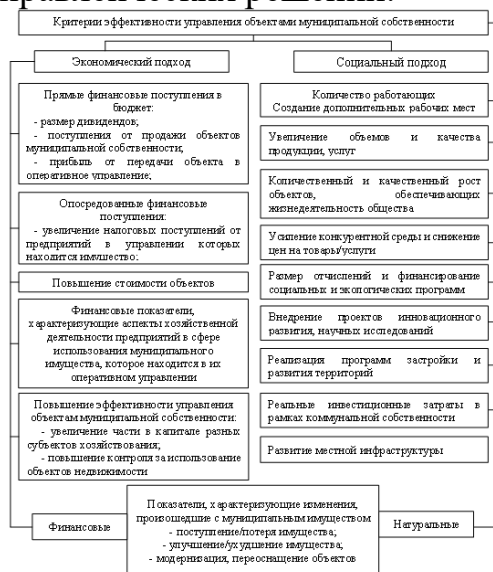 Критерии эффективности управления объектами муниципальной собственности
Экономический подход
Социальный подход
Прямые финансовые поступления в
бюджет:
- размер дивидендов;
- поступления от продажи объектов
муниципальной собственности;
- прибыль от передачи объекта в
оперативное управление;
Опосредованные финансовые
поступления:
- увеличение налоговых поступлений от
предприятий в управлении которых
находится имущество;
Повышение стоимости объектов
Финансовые показатели,
характеризующие аспекты хозяйственной
деятельности предприятий в сфере
использования муниципального
имущества, которое находится в их
оперативном управлении
Повышение эффективности управления
объектам муниципальной собственности:
- увеличение части в капитале разных
субъектов хозяйствования;
- повышение контроля за использование
объектов недвижимости
Количество работающих
Создание дополнительных рабочих мест
Увеличение объемов и качества
продукции, услуг
Количественный и качественный рост
объектов, обеспечивающих
жизнедеятельность общества
Усиление конкурентной среды и снижение
цен на товары/услуги
Размер отчислений и финансирование
социальных и экологических программ
Внедрение проектов инновационного
развития, научных исследований
Реализация программ застройки и
развития территорий
Реальные инвестиционные затраты в
рамках коммунальной собственности
Развитие местной инфраструктуры
Финансовые
Показатели, характеризующие изменения,
произошедшие с муниципальным имуществом
- поступление/потеря имущества;
- улучшение/ухудшение имущества;
- модернизация, переоснащение объектов
Натуральные